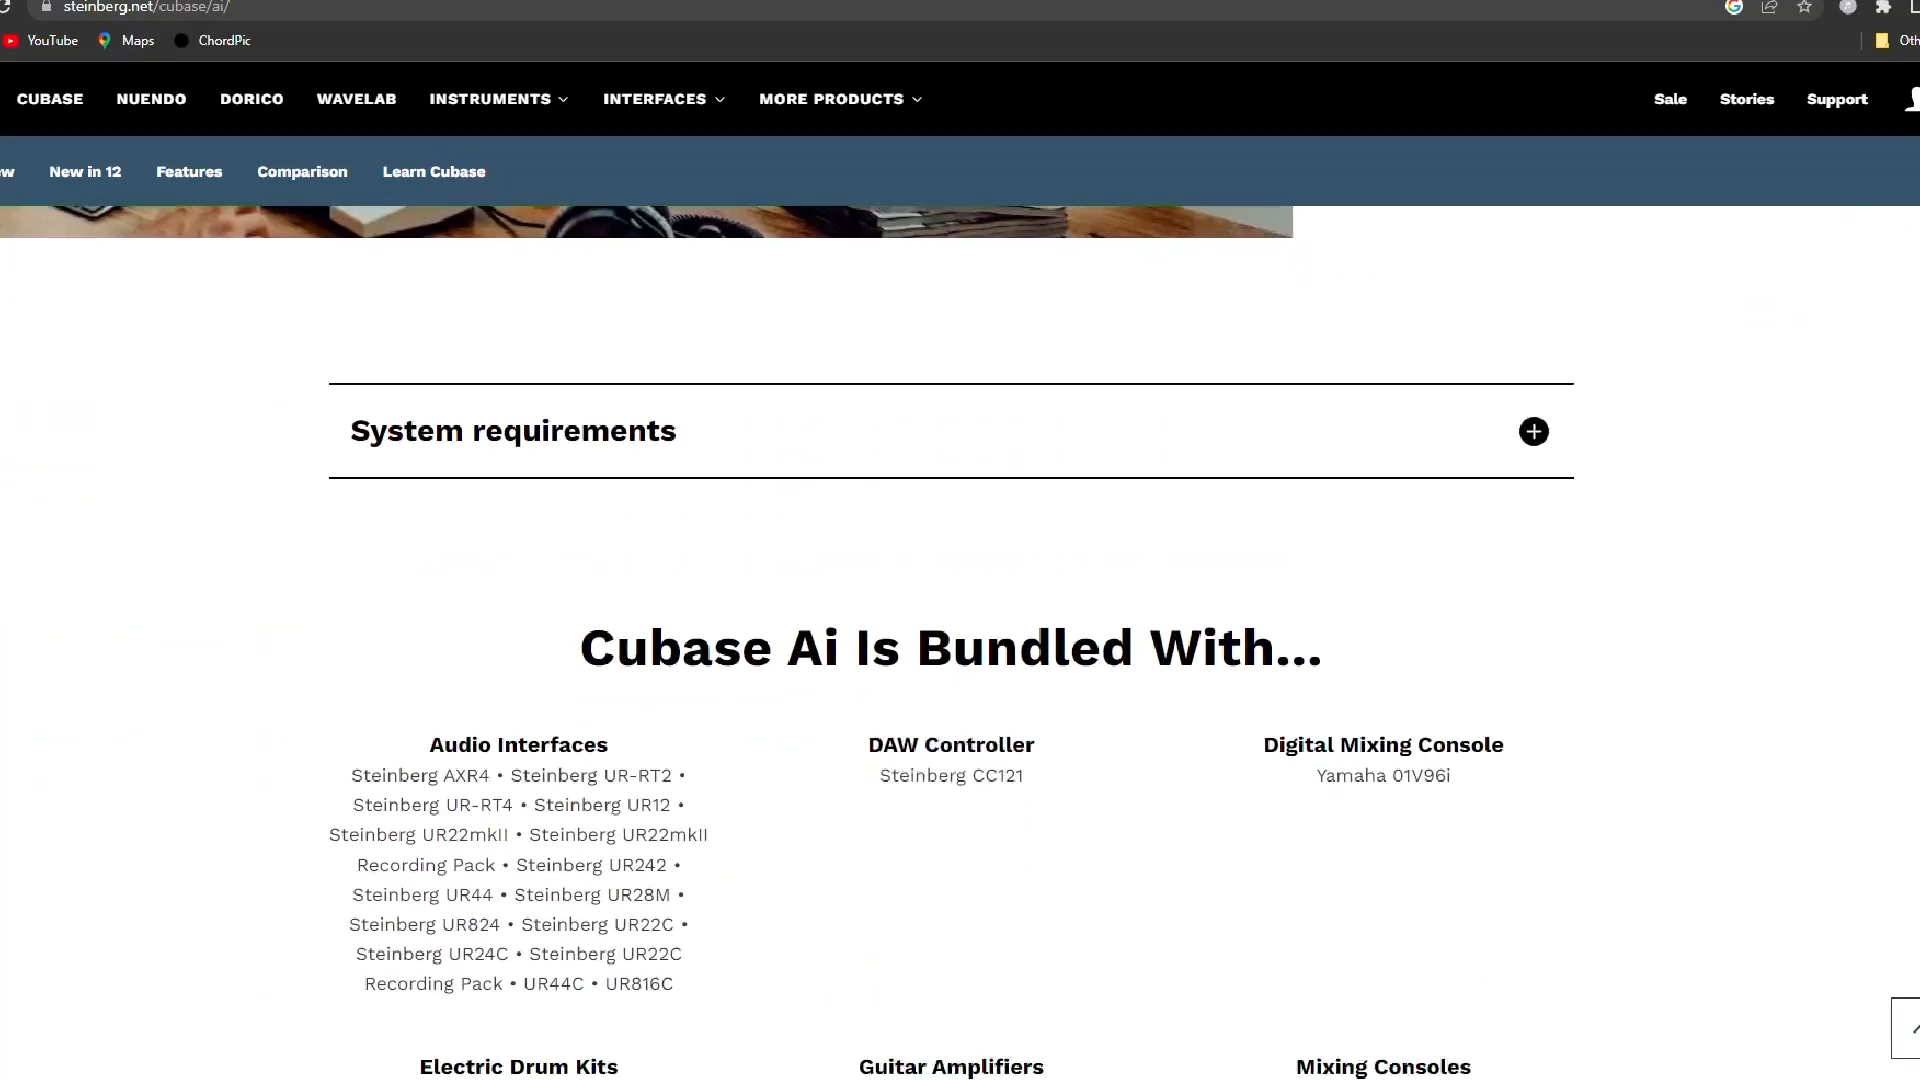 steinberg.net/cubase/ai/
YouTube Maps ChordPic
CUBASE NUENDO DORICO WAVELAB INSTRUMENTS INTERFACES MORE PRODUCTS Sale Stories Support
New in 12 Features Comparison Learn Cubase
System requirements
Cubase Ai Is Bundled With...
Audio Interfaces
Steinberg AXR4 • Steinberg UR-RT2 •
Steinberg UR-RT4 • Steinberg UR12 •
Steinberg UR22mkII • Steinberg UR22mkII
Recording Pack • Steinberg UR242 •
Steinberg UR44 • Steinberg UR28M •
Steinberg UR824 • Steinberg UR22C •
Steinberg UR24C • Steinberg UR22C
Recording Pack • UR44C • UR816C
DAW Controller
Steinberg CC121
Digital Mixing Console
Yamaha 01V96i
Electric Drum Kits
Guitar Amplifiers
Mixing Consoles